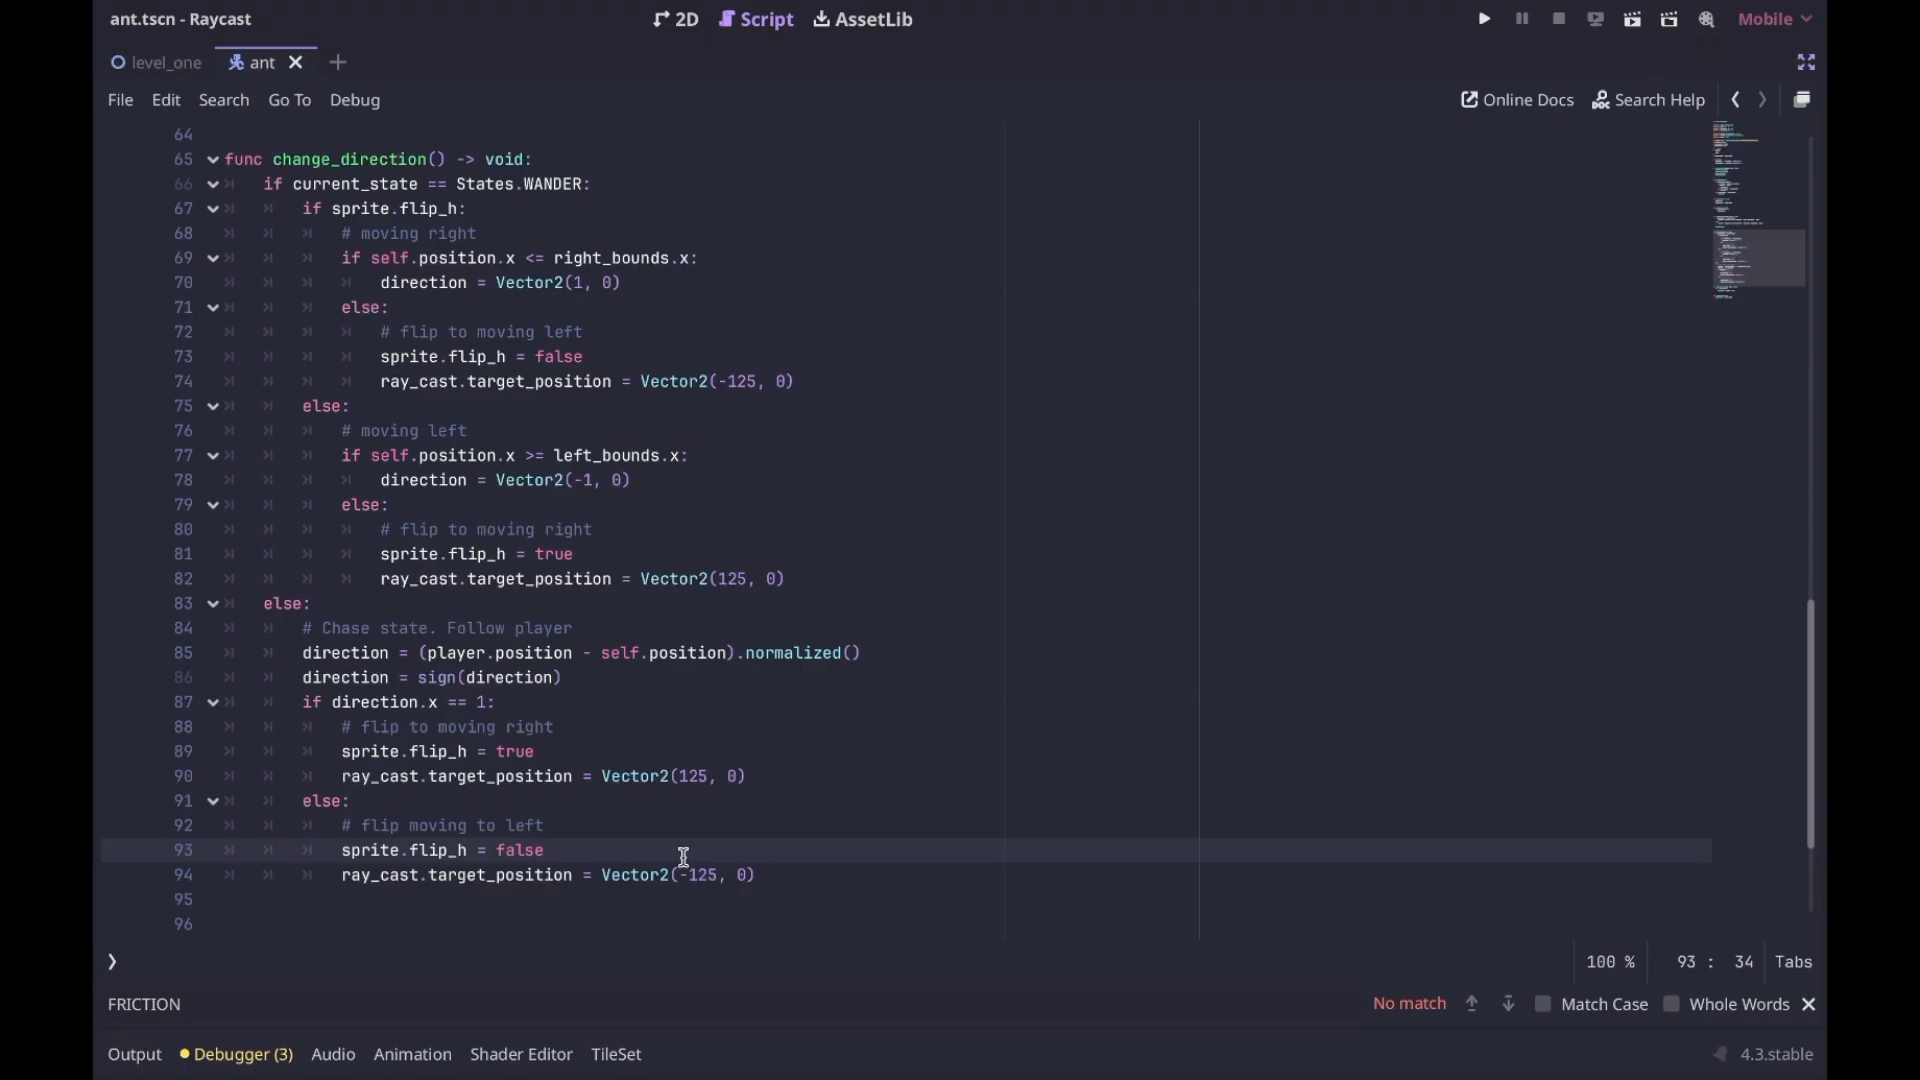 ant.tscn - Raycast
2D Script AssetLib
Mobile
level_one ant
File Edit Search Go To Debug
Online Docs Search Help
64
65 func change_direction() -> void:
66 if current_state == States.WANDER:
67 if sprite.flip_h:
68 # moving right
69 if self.position.x <= right_bounds.x:
70 direction = Vector2(1, 0)
71 else:
72 # flip to moving left
73 sprite.flip_h = false
74 ray_cast.target_position = Vector2(-125, 0)
75 else:
76 # moving left
77 if self.position.x >= left_bounds.x:
78 direction = Vector2(-1, 0)
79 else:
80 # flip to moving right
81 sprite.flip_h = true
82 ray_cast.target_position = Vector2(125, 0)
83 else:
84 # Chase state. Follow player
85 direction = (player.position - self.position).normalized()
86 direction = sign(direction)
87 if direction.x == 1:
88 # flip to moving right
89 sprite.flip_h = true
90 ray_cast.target_position = Vector2(125, 0)
91 else:
92 # flip moving to left
93 sprite.flip_h = false
94 ray_cast.target_position = Vector2(-125, 0)
95
96
100 % 93 : 34 Tabs
FRICTION No match Match Case Whole Words
Output Debugger (3) Audio Animation Shader Editor TileSet 4.3.stable